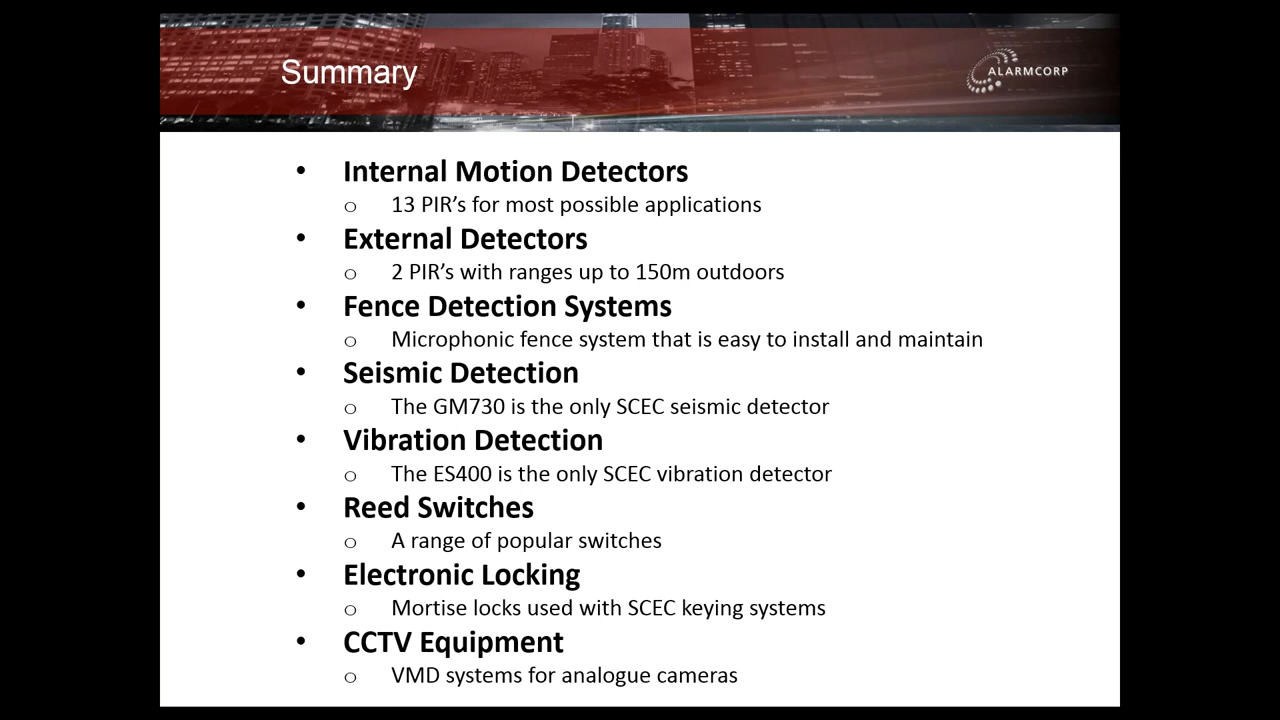 Summary
ALARMCORP
• Internal Motion Detectors
o 13 PIR’s for most possible applications
• External Detectors
o 2 PIR’s with ranges up to 150m outdoors
• Fence Detection Systems
o Microphonic fence system that is easy to install and maintain
• Seismic Detection
o The GM730 is the only SCEC seismic detector
• Vibration Detection
o The ES400 is the only SCEC vibration detector
• Reed Switches
o A range of popular switches
• Electronic Locking
o Mortise locks used with SCEC keying systems
• CCTV Equipment
o VMD systems for analogue cameras